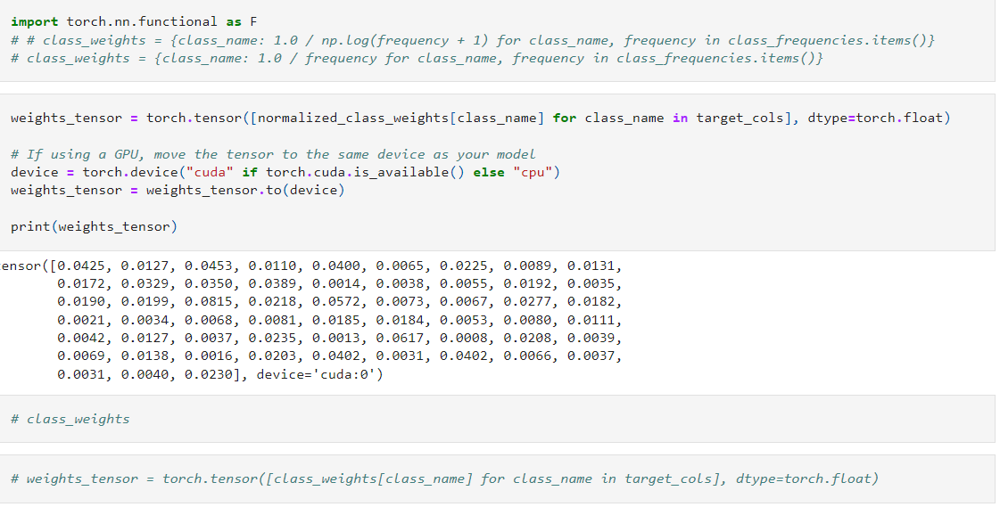 import torch.nn.functional as F
# # class_weights = {class_name: 1.0 / np.log(frequency + 1) for class_name, frequency in class_frequencies.items()}
# class_weights = {class_name: 1.0 / frequency for class_name, frequency in class_frequencies.items()}
weights_tensor = torch.tensor([normalized_class_weights[class_name] for class_name in target_cols], dtype=torch.float)
# If using a GPU, move the tensor to the same device as your model
device = torch.device("cuda" if torch.cuda.is_available() else "cpu")
weights_tensor = weights_tensor.to(device)
print(weights_tensor)
ensor([0.0425, 0.0127, 0.0453, 0.0110, 0.0400, 0.0065, 0.0225, 0.0089, 0.0131,
0.0172, 0.0329, 0.0350, 0.0389, 0.0014, 0.0038, 0.0055, 0.0192, 0.0035,
0.0190, 0.0199, 0.0815, 0.0218, 0.0572, 0.0073, 0.0067, 0.0277, 0.0182,
0.0021, 0.0034, 0.0068, 0.0081, 0.0185, 0.0184, 0.0053, 0.0080, 0.0111,
0.0042, 0.0127, 0.0037, 0.0235, 0.0013, 0.0617, 0.0008, 0.0208, 0.0039,
0.0069, 0.0138, 0.0016, 0.0203, 0.0402, 0.0031, 0.0402, 0.0066, 0.0037,
0.0031, 0.0040, 0.0230], device='cuda:0')
# class_weights
# weights_tensor = torch.tensor([class_weights[class_name] for class_name in target_cols], dtype=torch.float)